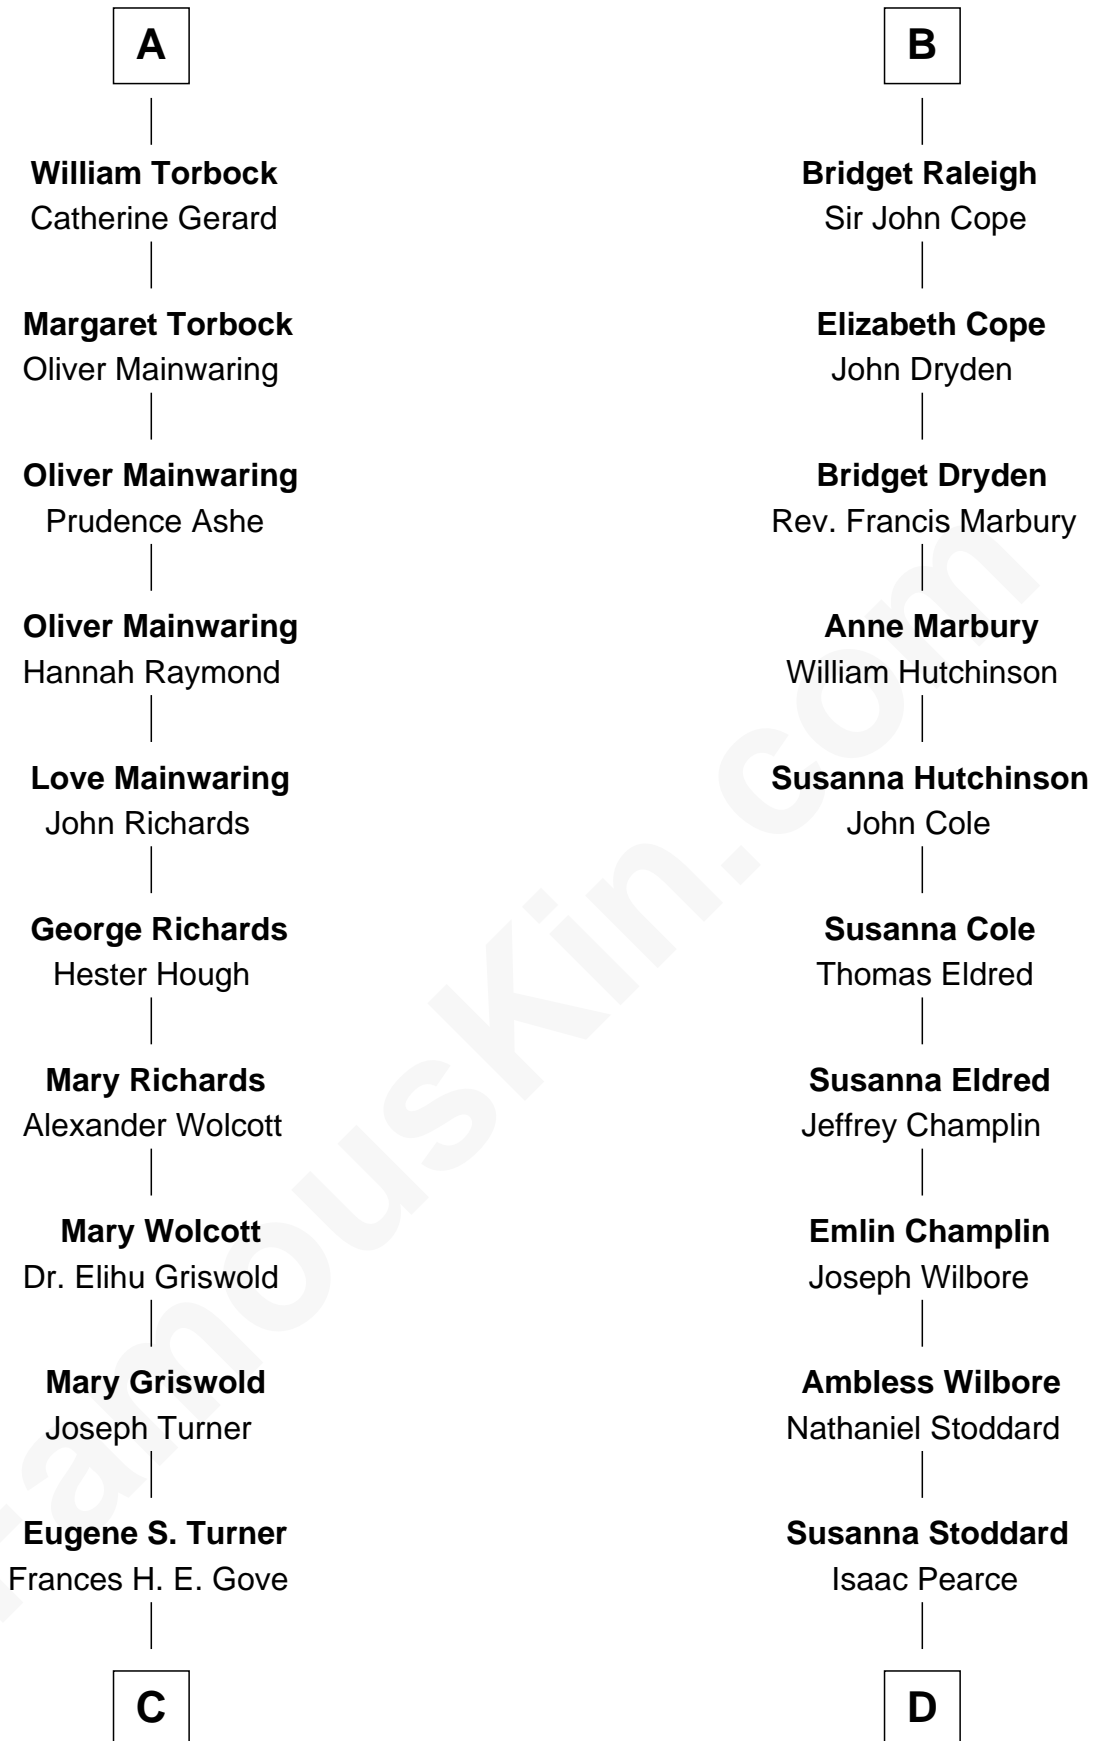 A
William Torbock
Catherine Gerard
Margaret Torbock
Oliver Mainwaring
Oliver Mainwaring
Prudence Ashe
Oliver Mainwaring
Hannah Raymond
Love Mainwaring
John Richards
George Richards
Hester Hough
Mary Richards
Alexander Wolcott
Mary Wolcott
Dr. Elihu Griswold
Mary Griswold
Joseph Turner
Eugene S. Turner
Frances H. E. Gove
C
B
Bridget Raleigh
Sir John Cope
Elizabeth Cope
John Dryden
Bridget Dryden
Rev. Francis Marbury
Anne Marbury
William Hutchinson
Susanna Hutchinson
John Cole
Susanna Cole
Thomas Eldred
Susanna Eldred
Jeffrey Champlin
Emlin Champlin
Joseph Wilbore
Ambless Wilbore
Nathaniel Stoddard
Susanna Stoddard
Isaac Pearce
D
FamousKin.com